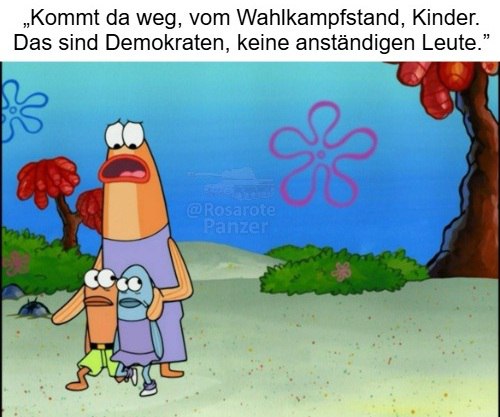 „Kommt da weg, vom Wahlkampfstand, Kinder.
Das sind Demokraten, keine anständigen Leute.”
@Rosarote
Panzer